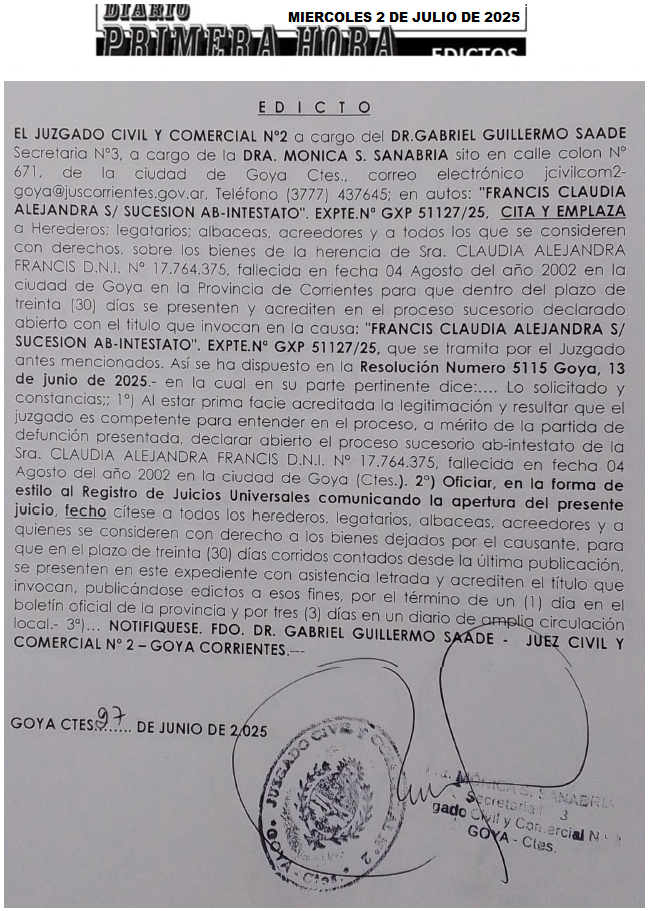 DIARIO
MIERCOLES 2 DE JULIO DE 2025
PRIMERA HORA
EDICTOS
E D I C T O
EL JUZGADO CIVIL Y COMERCIAL N°2 a cargo del DR.GABRIEL GUILLERMO SAADE
Secretaria N°3, a cargo de la DRA. MONICA S. SANABRIA sito en calle colon N°
671, de la ciudad de Goya Ctes., correo electrónico jcivilcom2-
goya@juscorrientes.gov.ar, Teléfono (3777) 437645; en autos: "FRANCIS CLAUDIA
ALEJANDRA S/ SUCESION AB-INTESTATO". EXPTE.N° GXP 51127/25, CITA Y EMPLAZA
a Herederos; legatarios; albaceas, acreedores y a todos los que se consideren
con derechos, sobre los bienes de la herencia de Sra. CLAUDIA ALEJANDRA
FRANCIS D.N.I. N° 17.764.375, fallecida en fecha 04 Agosto del año 2002 en la
ciudad de Goya en la Provincia de Corrientes para que dentro del plazo de
treinta (30) días se presenten y acrediten en el proceso sucesorio declarado
abierto con el titulo que invocan en la causa: "FRANCIS CLAUDIA ALEJANDRA S/
SUCESION AB-INTESTATO". EXPTE.N° GXP 51127/25, que se tramita por el Juzgado
antes mencionados. Así se ha dispuesto en la Resolución Numero 5115 Goya, 13
de junio de 2025.- en la cual en su parte pertinente dice:.... Lo solicitado y
constancias;; 1°) Al estar prima facie acreditada la legitimación y resultar que el
juzgado es competente para entender en el proceso, a mérito de la partida de
defunción presentada, declarar abierto el proceso sucesorio ab-intestato de la
Sra. CLAUDIA ALEJANDRA FRANCIS D.N.I. N° 17.764.375, fallecida en fecha 04
Agosto del año 2002 en la ciudad de Goya (Ctes.). 2°) Oficiar, en la forma de
estilo al Registro de Juicios Universales comunicando la apertura del presente
juicio, fecho cítese a todos los herederos, legatarios, albaceas, acreedores y a
quienes se consideren con derecho a los bienes dejados por el causante, para
que en el plazo de treinta (30) días corridos contados desde la última publicación,
se presenten en este expediente con asistencia letrada y acrediten el título que
invocan, publicándose edictos a esos fines, por el término de un (1) día en el
boletín oficial de la provincia y por tres (3) días en un diario de amplia circulación
local.- 3°)... NOTIFIQUESE. FDO. DR. GABRIEL GUILLERMO SAADE - JUEZ CIVIL Y
COMERCIAL N° 2 – GOYA CORRIENTES.---
GOYA CTES. 27 DE JUNIO DE 2.025
JUZGADO CIVIL Y COMERCIAL N° 2
GOYA - Ctes.
MONICA S. SANABRIA
Secretaria 3
gado Civil y Comercial N°
GOYA - Ctes.